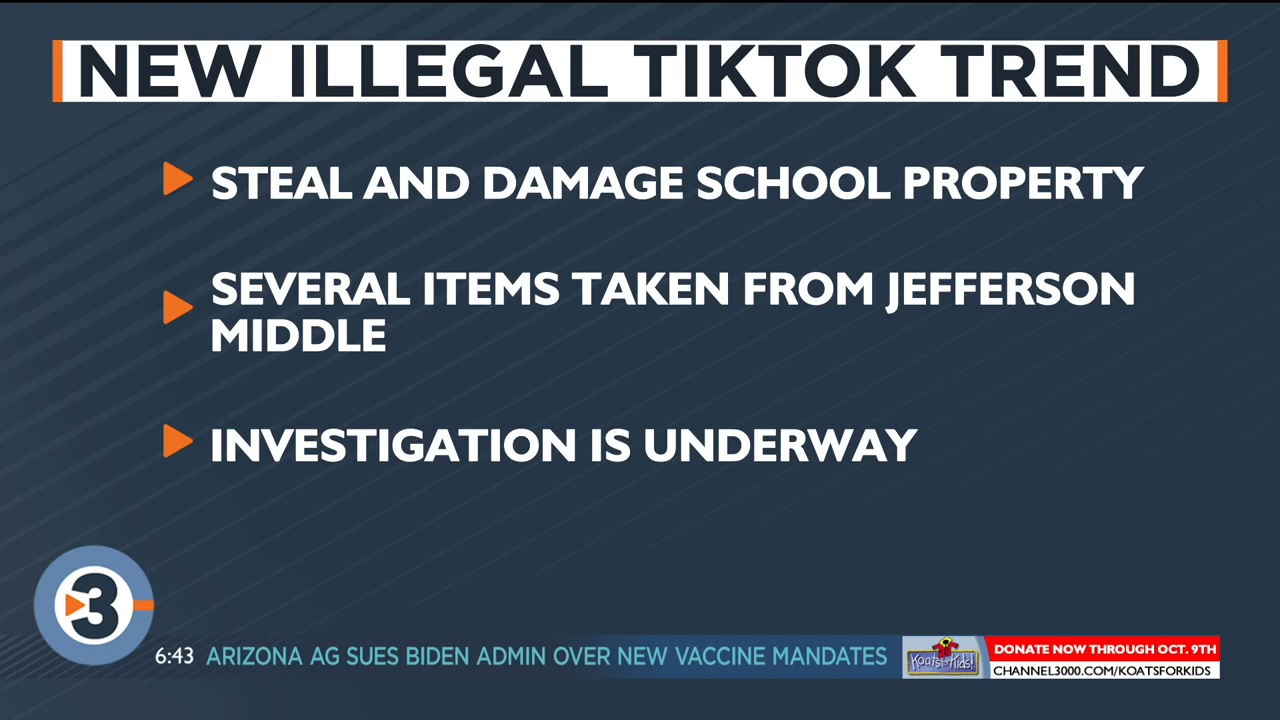 NEW ILLEGAL TIKTOK TREND
STEAL AND DAMAGE SCHOOL PROPERTY
SEVERAL ITEMS TAKEN FROM JEFFERSON
MIDDLE
INVESTIGATION IS UNDERWAY
3
6:43 ARIZONA AG SUES BIDEN ADMIN OVER NEW VACCINE MANDATES
Koats for Kids!
DONATE NOW THROUGH OCT. 9TH
CHANNEL3000.COM/KOATSFORKIDS